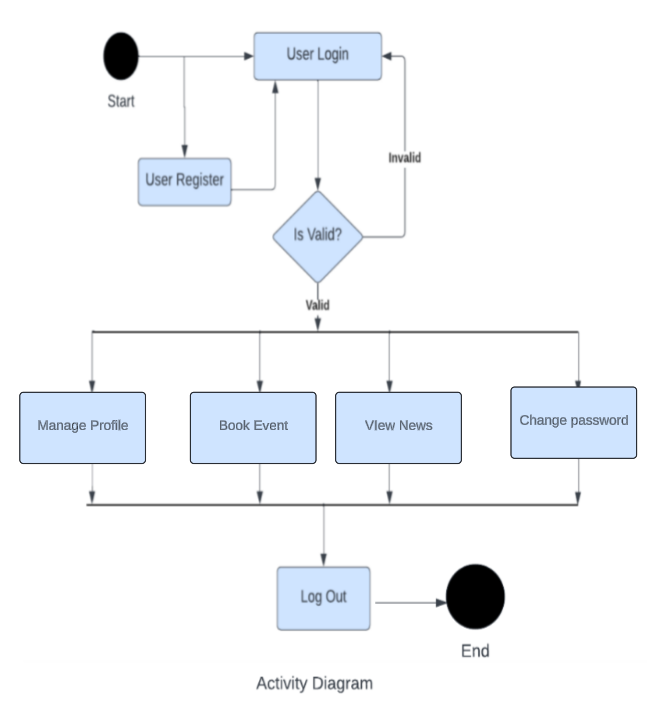 User Login
Start
Invalid
User Register
Is Valid?
Valid
Manage Profile
Book Event
VIew News
Change password
Log Out
End
Activity Diagram